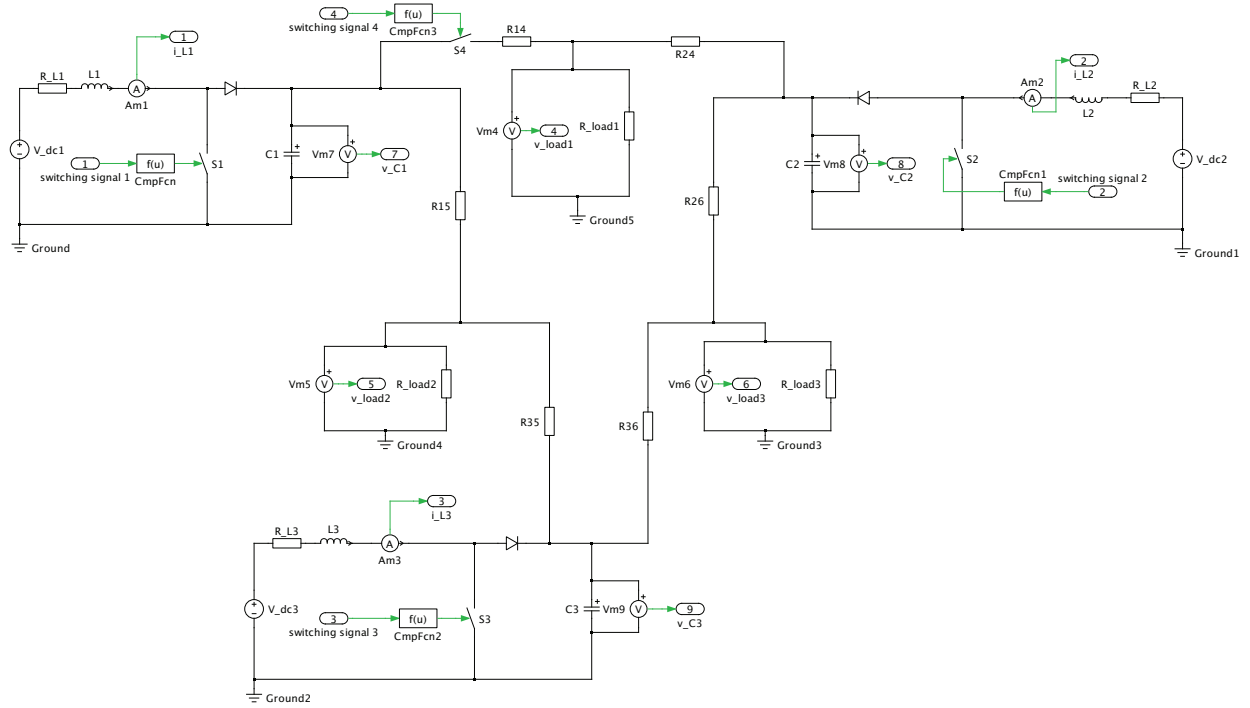 4
f(u)
switching signal 4
CmpFcn3
S4
R14
R24
1
i_L1
R_L1
L1
A
Am1
2
i_L2
Am2
A
R_L2
L2
V_dc1
1
f(u)
switching signal 1
CmpFcn
S1
C1
+
Vm7
V
+
7
v_C1
Vm4
V
+
4
v_load1
R_load1
C2
+
Vm8
V
+
8
v_C2
S2
CmpFcn1
f(u)
switching signal 2
2
V_dc2
Ground
R15
Ground5
R26
Ground1
Vm5
V
+
5
v_load2
R_load2
Vm6
V
+
6
v_load3
R_load3
R35
R36
Ground4
Ground3
3
i_L3
R_L3
L3
A
Am3
V_dc3
3
f(u)
switching signal 3
CmpFcn2
S3
C3
+
Vm9
V
+
9
v_C3
Ground2